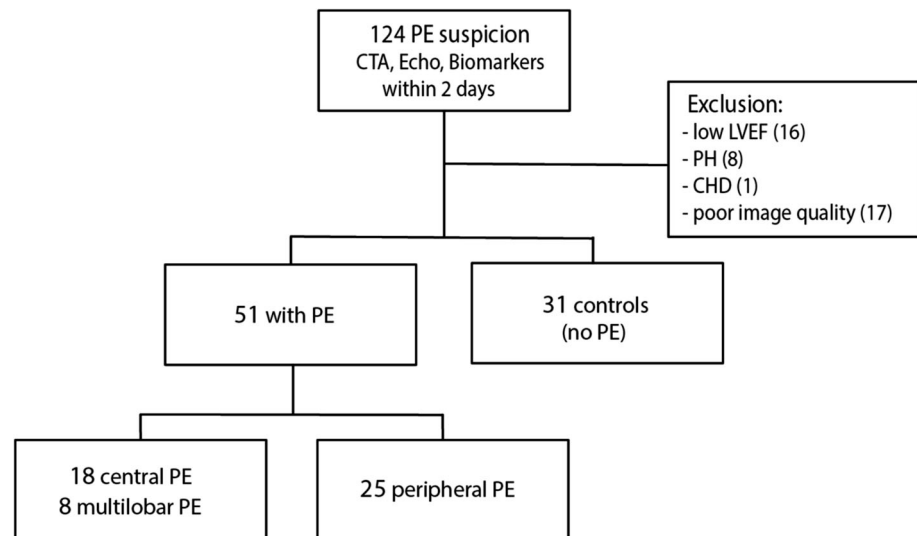 124 PE suspicion
CTA, Echo, Biomarkers
within 2 days
Exclusion:
- low LVEF (16)
- PH (8)
- CHD (1)
- poor image quality (17)
51 with PE
31 controls
(no PE)
18 central PE
8 multilobar PE
25 peripheral PE